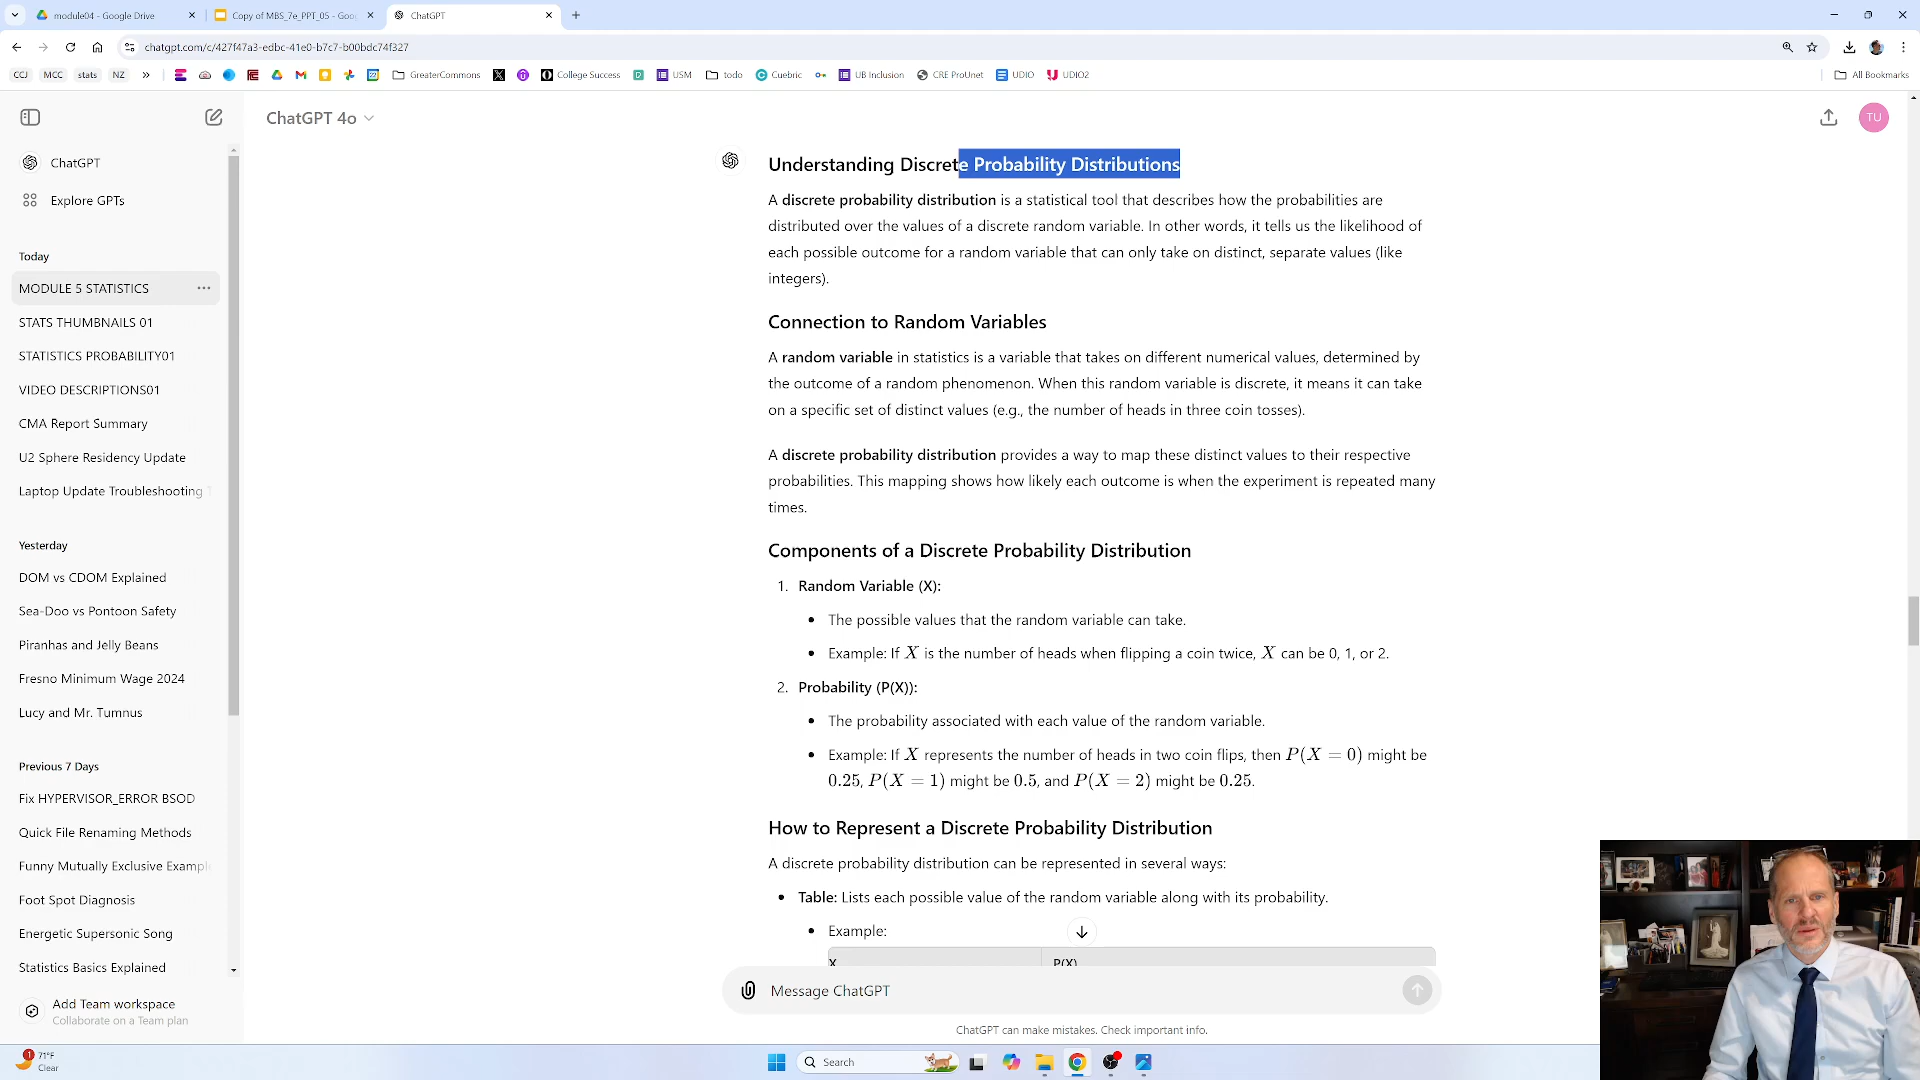 module04 - Google Drive
Copy of MBS_7e_PPT_05 - Goo
ChatGPT
chatgpt.com/c/427f47a3-edbc-41e0-b7c7-b00bdc74f327
CCJ MCC stats NZ » GreaterCommons College Success USM todo Cuebric UB Inclusion CRE ProUnet UDIO UDIO2 All Bookmarks
ChatGPT 4o
TU
ChatGPT
Explore GPTs
Today
MODULE 5 STATISTICS
STATS THUMBNAILS 01
STATISTICS PROBABILITY01
VIDEO DESCRIPTIONS01
CMA Report Summary
U2 Sphere Residency Update
Laptop Update Troubleshooting T
Yesterday
DOM vs CDOM Explained
Sea-Doo vs Pontoon Safety
Piranhas and Jelly Beans
Fresno Minimum Wage 2024
Lucy and Mr. Tumnus
Previous 7 Days
Fix HYPERVISOR_ERROR BSOD
Quick File Renaming Methods
Funny Mutually Exclusive Example
Foot Spot Diagnosis
Energetic Supersonic Song
Statistics Basics Explained
Add Team workspace
Collaborate on a Team plan
Understanding Discrete Probability Distributions
A discrete probability distribution is a statistical tool that describes how the probabilities are
distributed over the values of a discrete random variable. In other words, it tells us the likelihood of
each possible outcome for a random variable that can only take on distinct, separate values (like
integers).
Connection to Random Variables
A random variable in statistics is a variable that takes on different numerical values, determined by
the outcome of a random phenomenon. When this random variable is discrete, it means it can take
on a specific set of distinct values (e.g., the number of heads in three coin tosses).
A discrete probability distribution provides a way to map these distinct values to their respective
probabilities. This mapping shows how likely each outcome is when the experiment is repeated many
times.
Components of a Discrete Probability Distribution
1. Random Variable (X):
• The possible values that the random variable can take.
• Example: If X is the number of heads when flipping a coin twice, X can be 0, 1, or 2.
2. Probability (P(X)):
• The probability associated with each value of the random variable.
• Example: If X represents the number of heads in two coin flips, then P(X = 0) might be
0.25, P(X = 1) might be 0.5, and P(X = 2) might be 0.25.
How to Represent a Discrete Probability Distribution
A discrete probability distribution can be represented in several ways:
• Table: Lists each possible value of the random variable along with its probability.
• Example:
X P(X)
Message ChatGPT
ChatGPT can make mistakes. Check important info.
1
71°F
Clear
Search